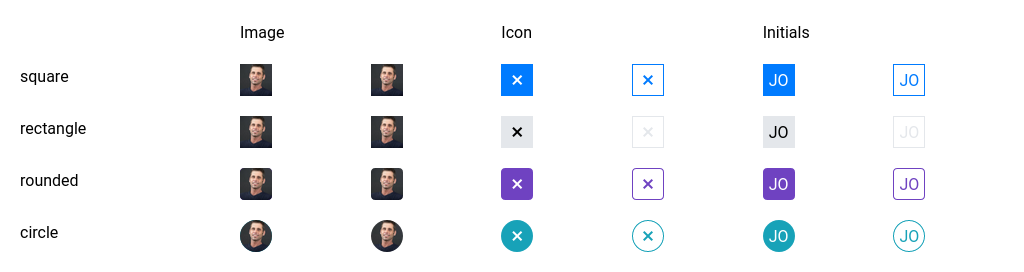 Image Icon Initials
square JO JO
rectangle JO JO
rounded JO JO
circle JO JO